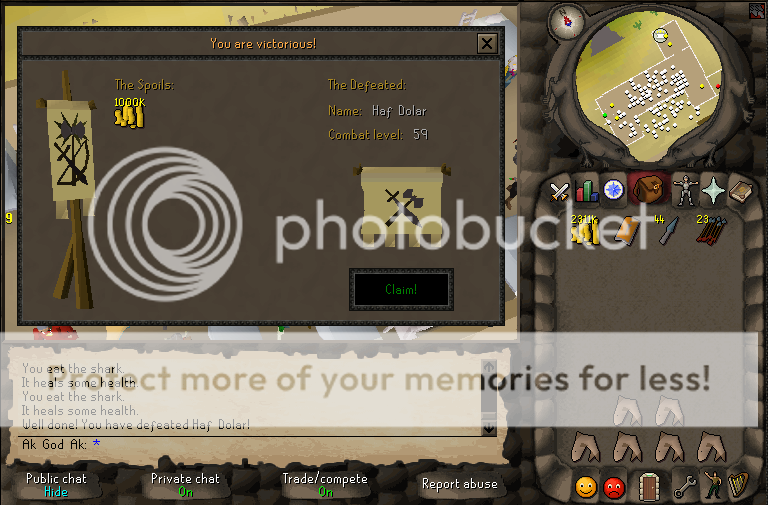 You are victorious!
The Spoils:
1000K
The Defeated:
Name: Haf Dolar
Combat level: 59
9
photobucket
44
23
Claim!
Protect more of your memories for less!
You eat the shark.
It heals some health.
You eat the shark.
It heals some health.
Well done! You have defeated Haf Dolar!
Ak God Ak: *
Public chat
Hide
Private chat
On
Trade/compete
On
Report abuse